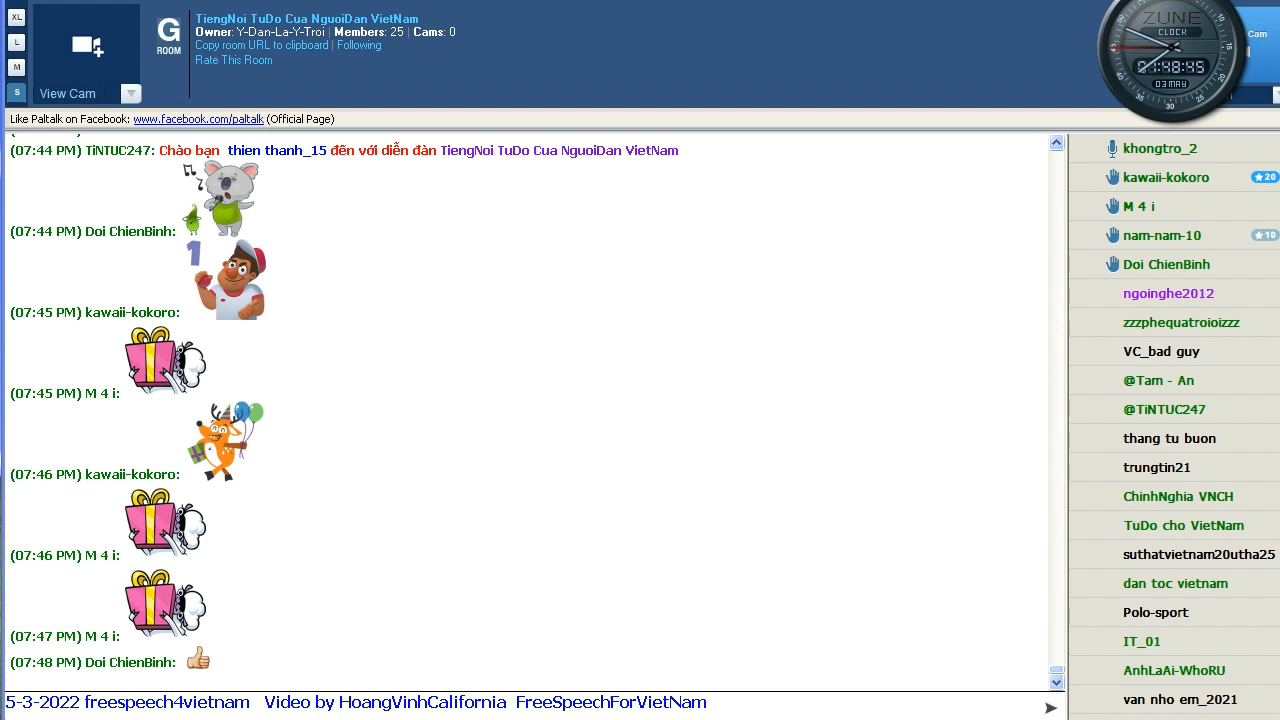 XL
L
M
S
View Cam
G
ROOM
TiengNoi TuDo Cua NguoiDan VietNam
Owner: Y-Dan-La-Y-Troi | Members: 25 | Cams: 0
Copy room URL to clipboard | Following
Rate This Room
ZUNE
CLOCK
03 MAY
Cam
Like Paltalk on Facebook: www.facebook.com/paltalk (Official Page)
(07:44 PM) TiNTUC247: Chào bạn thien thanh_15 đến với diễn đàn TiengNoi TuDo Cua NguoiDan VietNam
(07:44 PM) Doi ChienBinh:
1
(07:45 PM) kawaii-kokoro:
(07:45 PM) M 4 i:
(07:46 PM) kawaii-kokoro:
(07:46 PM) M 4 i:
(07:47 PM) M 4 i:
(07:48 PM) Doi ChienBinh:
5-3-2022 freespeech4vietnam Video by HoangVinhCalifornia FreeSpeechForVietNam
khongtro_2
kawaii-kokoro 20
M 4 i
nam-nam-10 10
Doi ChienBinh
ngoinghe2012
zzzphequatroioizzz
VC_bad guy
@Tam - An
@TiNTUC247
thang tu buon
trungtin21
ChinhNghia VNCH
TuDo cho VietNam
suthatvietnam20utha25
dan toc vietnam
Polo-sport
IT_01
AnhLaAi-WhoRU
van nho em_2021